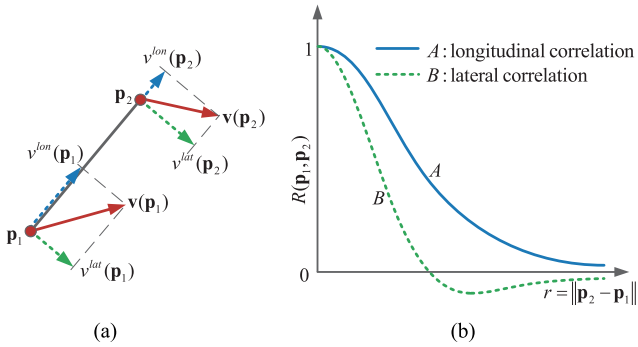 v^{lon}(p_2)
p_2
v(p_2)
v^{lat}(p_2)
v^{lon}(p_1)
v(p_1)
p_1
v^{lat}(p_1)
(a)
1
A: longitudinal correlation
B: lateral correlation
R(p_1, p_2)
A
B
0
r = ||p_2 − p_1||
(b)